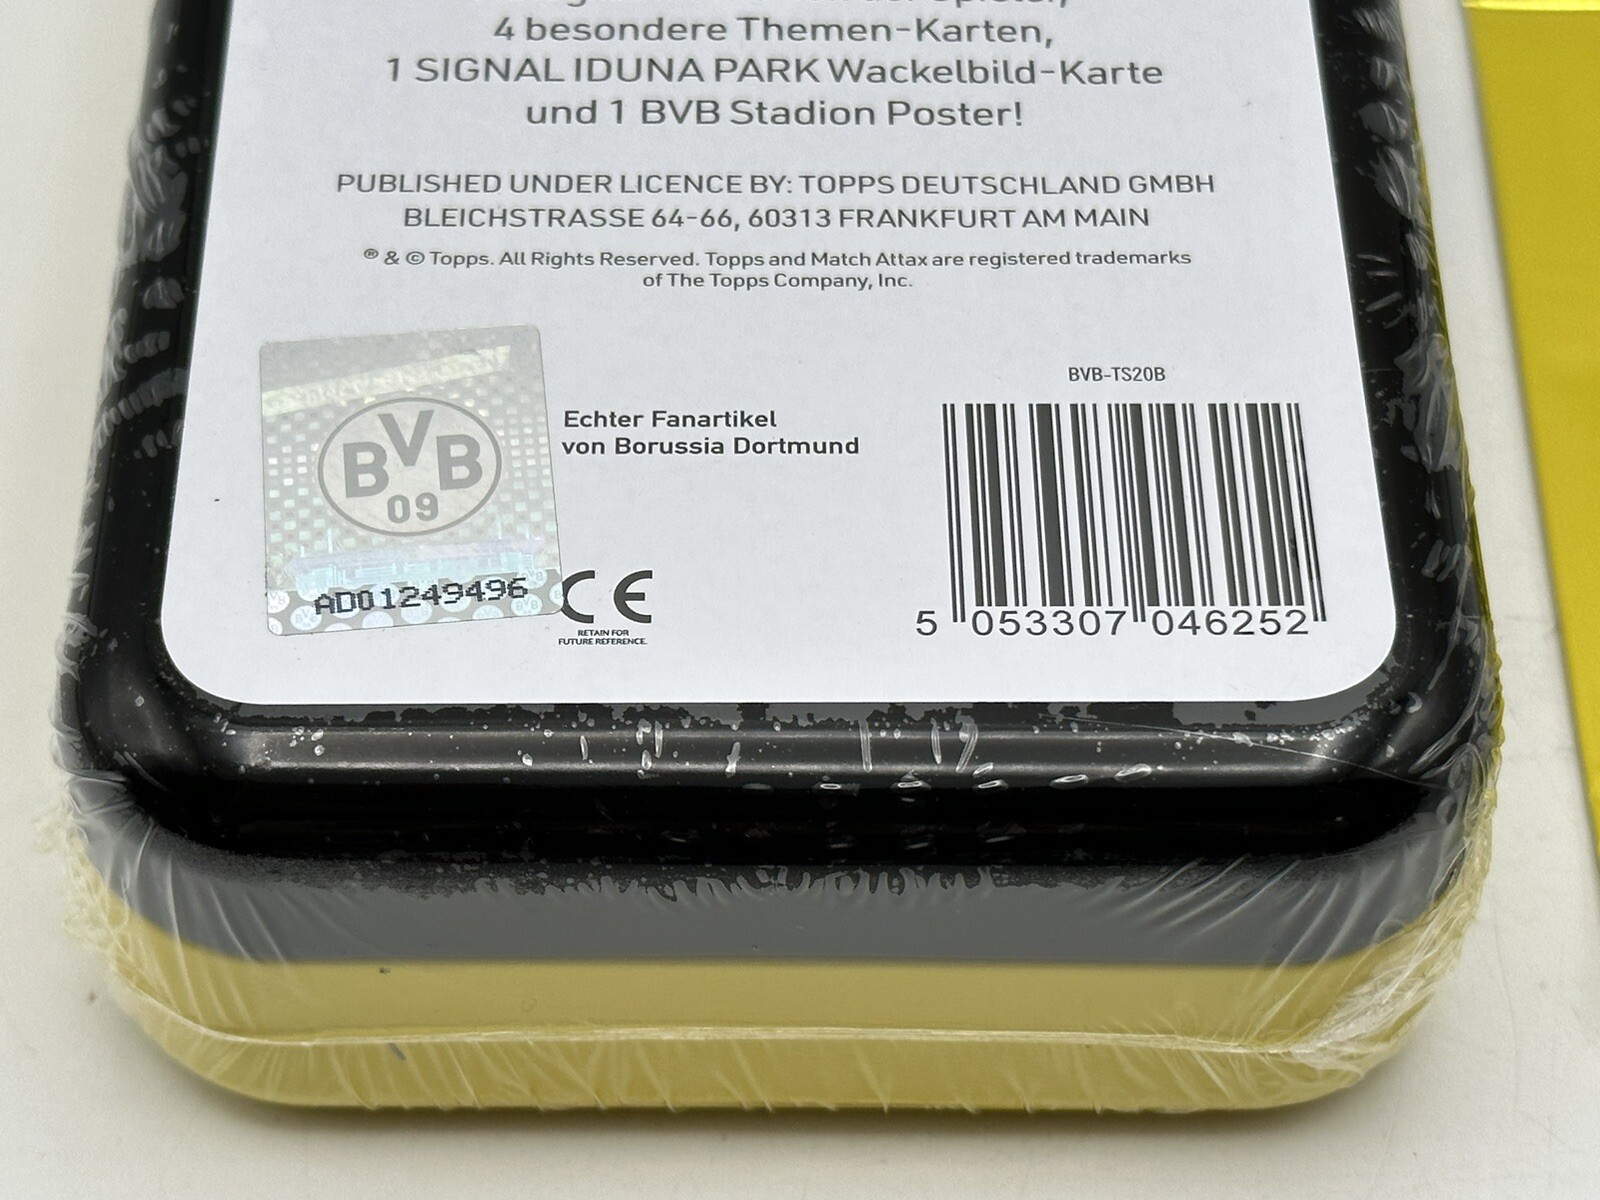 4 besondere Themen-Karten,
1 SIGNAL IDUNA PARK Wackelbild-Karte
und 1 BVB Stadion Poster!
PUBLISHED UNDER LICENCE BY: TOPPS DEUTSCHLAND GMBH
BLEICHSTRASSE 64-66, 60313 FRANKFURT AM MAIN
® & © Topps. All Rights Reserved. Topps and Match Attax are registered trademarks
of The Topps Company, Inc.
BVB-TS20B
Echter Fanartikel
von Borussia Dortmund
BVB
09
AD01249496
CE
RETAIN FOR
FUTURE REFERENCE.
5 053307 046252